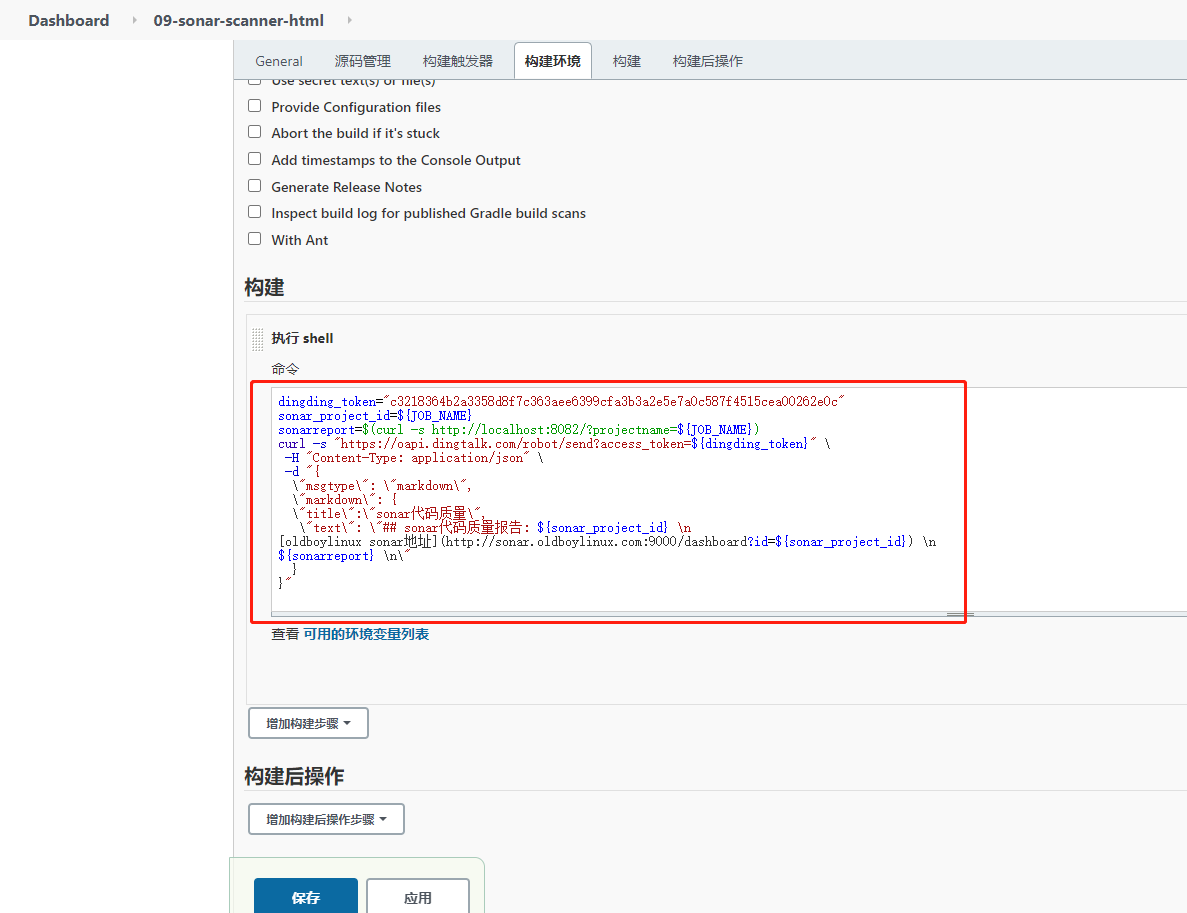 Dashboard 09-sonar-scanner-html
General 源码管理 构建触发器 构建环境 构建 构建后操作
Use secret text(s) or file(s)
Provide Configuration files
Abort the build if it's stuck
Add timestamps to the Console Output
Generate Release Notes
Inspect build log for published Gradle build scans
With Ant
构建
执行 shell
命令
dingding_token="c3218364b2a3358d8f7c363aee6399cfa3b3a2e5e7a0c587f4515cea00262e0c"
sonar_project_id=${JOB_NAME}
sonarreport=$(curl -s http://localhost:8082/?projectname=${JOB_NAME})
curl -s "https://oapi.dingtalk.com/robot/send?access_token=${dingding_token}" \
-H "Content-Type: application/json" \
-d "{
\"msgtype\": \"markdown\",
\"markdown\": {
\"title\":\"sonar代码质量\",
\"text\": \"## sonar代码质量报告: ${sonar_project_id} \n
[oldboylinux sonar地址](http://sonar.oldboylinux.com:9000/dashboard?id=${sonar_project_id}) \n
${sonarreport} \n\"
}
}"
查看 可用的环境变量列表
增加构建步骤
构建后操作
增加构建后操作步骤
保存 应用